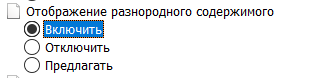 Отображение разнородного содержимого
Включить
Отключить
Предлагать